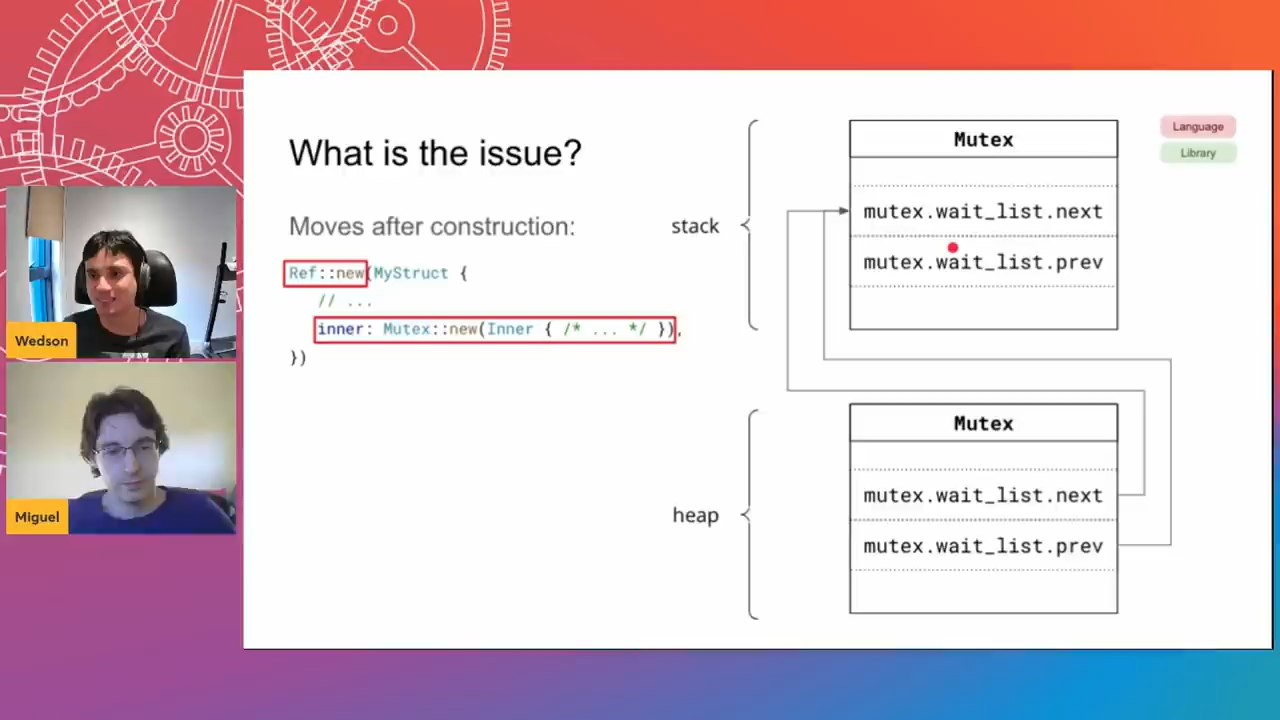 What is the issue?
Moves after construction:
Ref::new(MyStruct {
// ...
inner: Mutex::new(Inner { /* ... */ }),
})
stack
Mutex
mutex.wait_list.next
mutex.wait_list.prev
heap
Mutex
mutex.wait_list.next
mutex.wait_list.prev
Language
Library
Wedson
Miguel